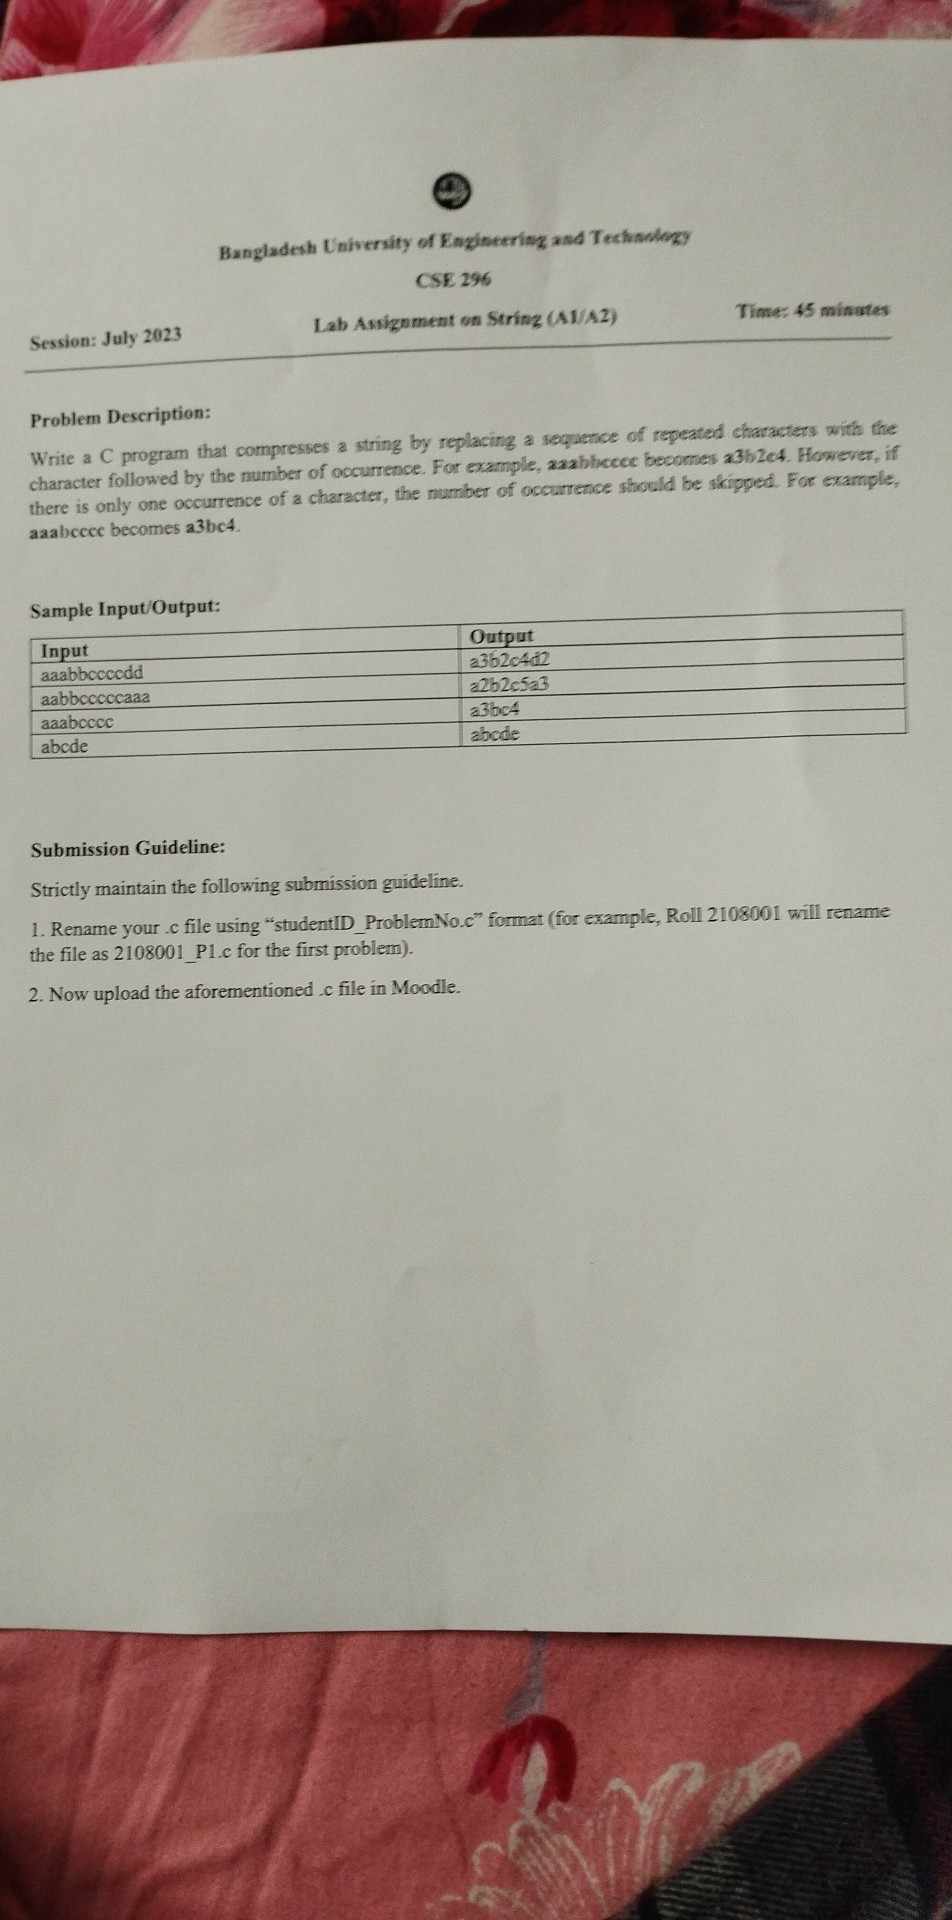 Bangladesh University of Engineering and Technology
CSE 296
Session: July 2023 Lab Assignment on String (A1/A2) Time: 45 minutes
Problem Description:
Write a C program that compresses a string by replacing a sequence of repeated characters with the
character followed by the number of occurrence. For example, aaabbcccc becomes a3b2c4. However, if
there is only one occurrence of a character, the number of occurrence should be skipped. For example,
aaabcccc becomes a3bc4.
Sample Input/Output:
Input Output
aaabbccccdd a3b2c4d2
aabbcccccaaa a2b2c5a3
aaabcccc a3bc4
abcde abcde
Submission Guideline:
Strictly maintain the following submission guideline.
1. Rename your .c file using “studentID_ProblemNo.c” format (for example, Roll 2108001 will rename
the file as 2108001_P1.c for the first problem).
2. Now upload the aforementioned .c file in Moodle.